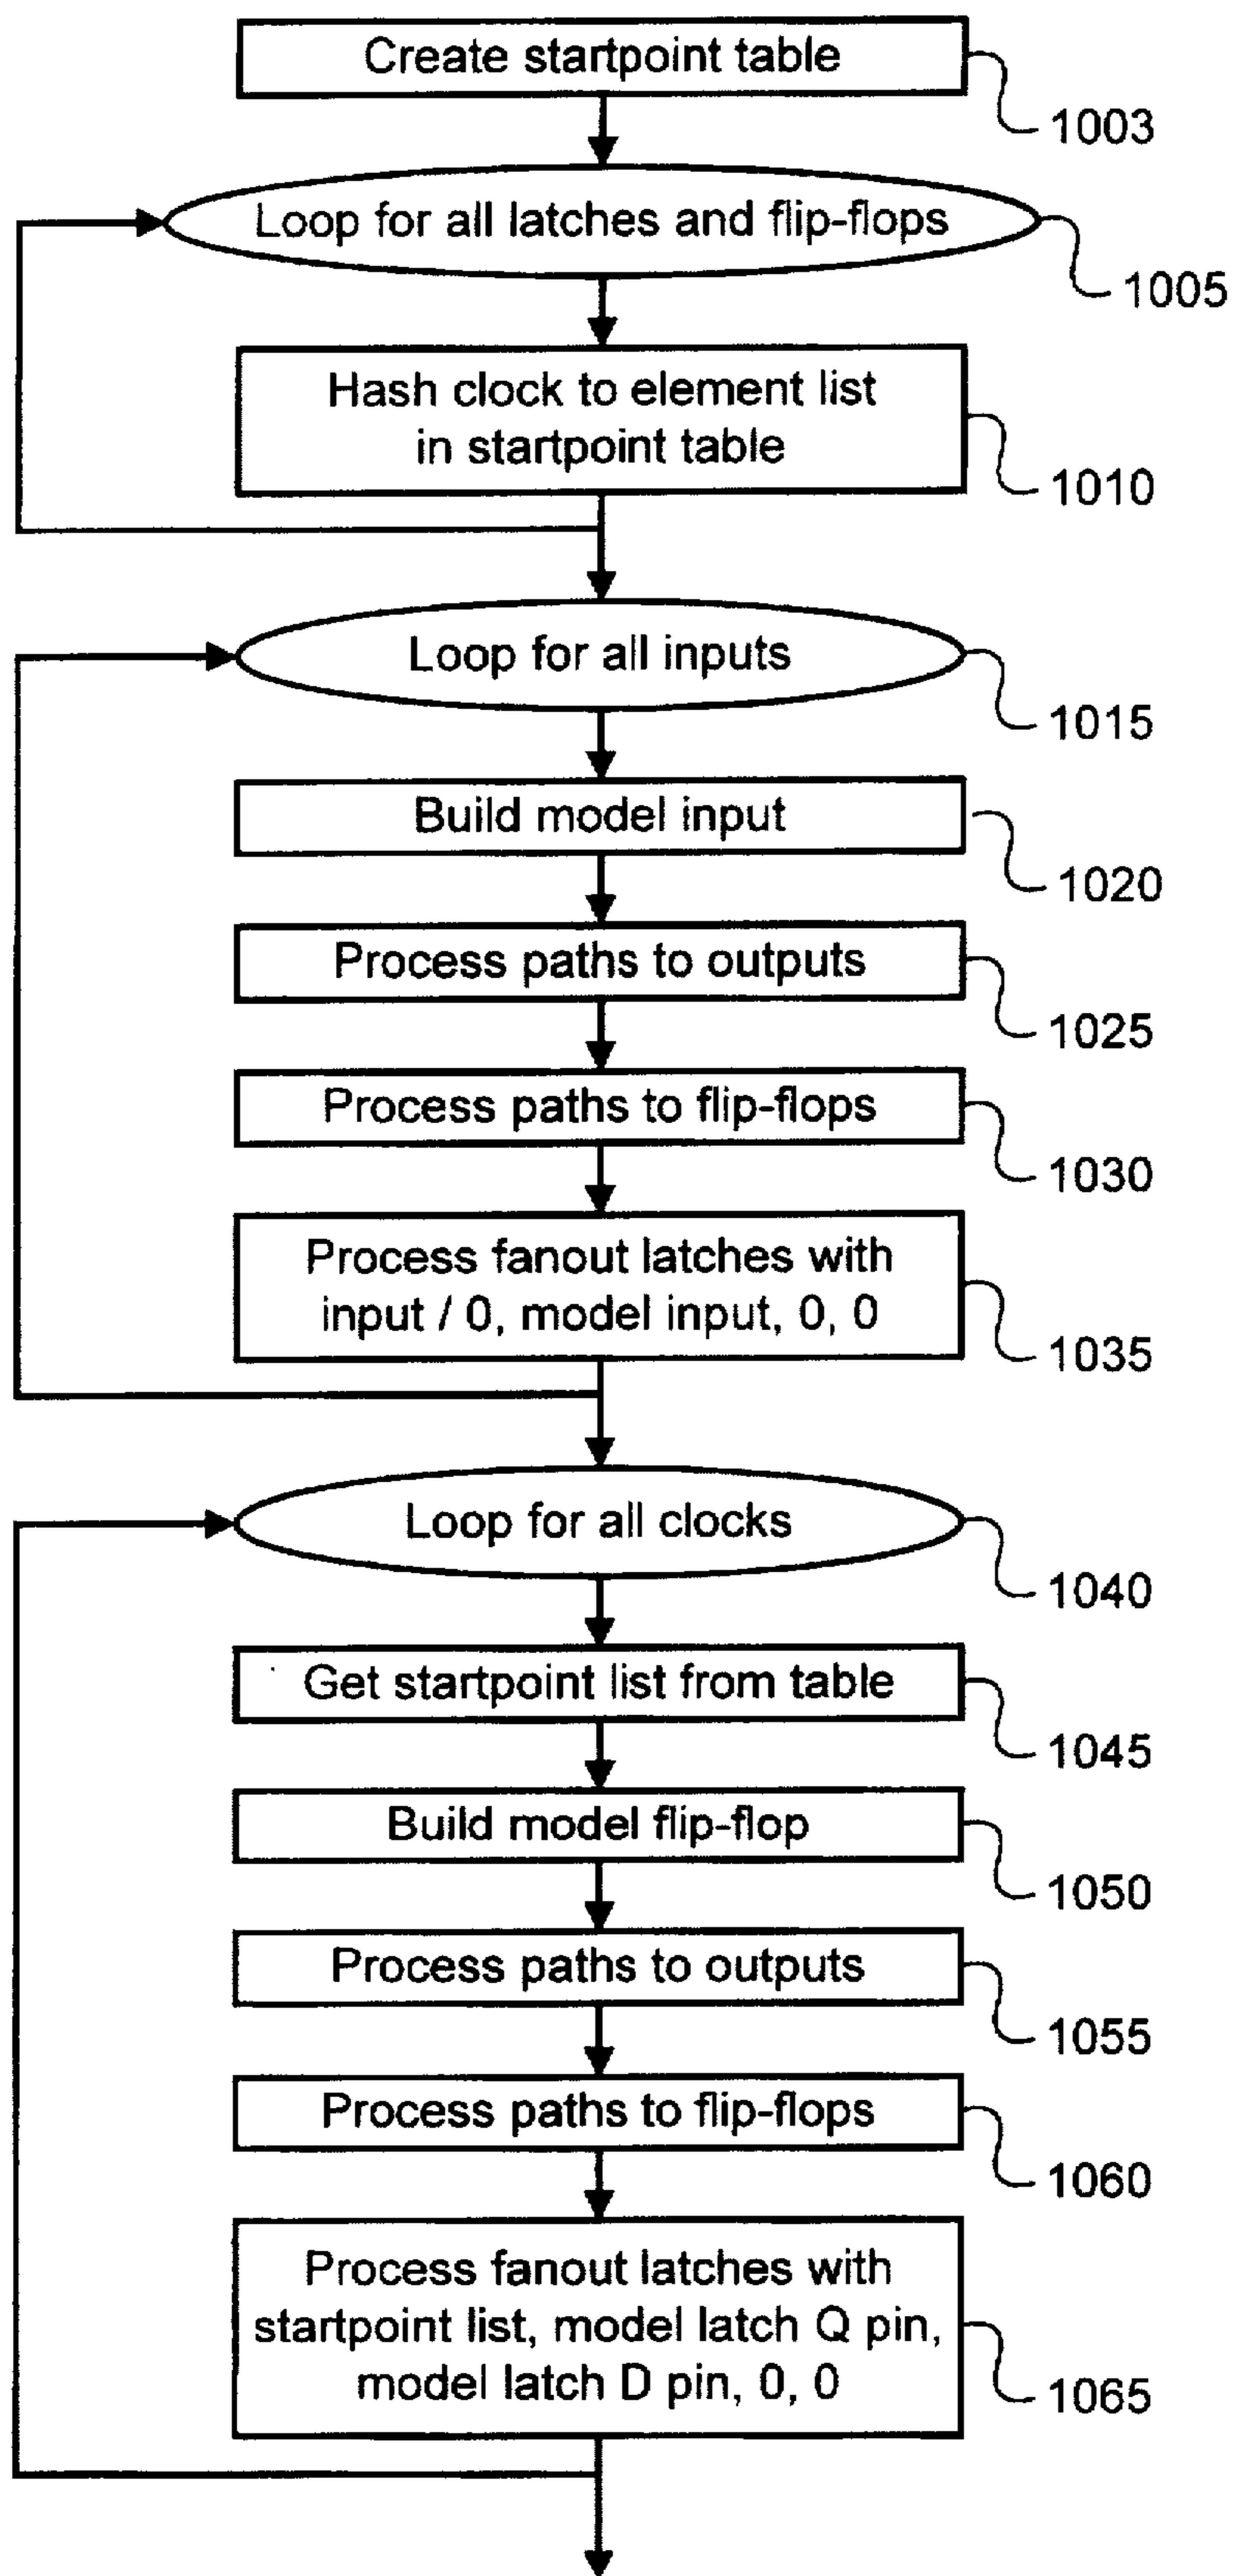 Create startpoint table
1003
Loop for all latches and flip-flops
1005
Hash clock to element list
in startpoint table
1010
Loop for all inputs
1015
Build model input
1020
Process paths to outputs
1025
Process paths to flip-flops
1030
Process fanout latches with
input / 0, model input, 0, 0
1035
Loop for all clocks
1040
Get startpoint list from table
1045
Build model flip-flop
1050
Process paths to outputs
1055
Process paths to flip-flops
1060
Process fanout latches with
startpoint list, model latch Q pin,
model latch D pin, 0, 0
1065